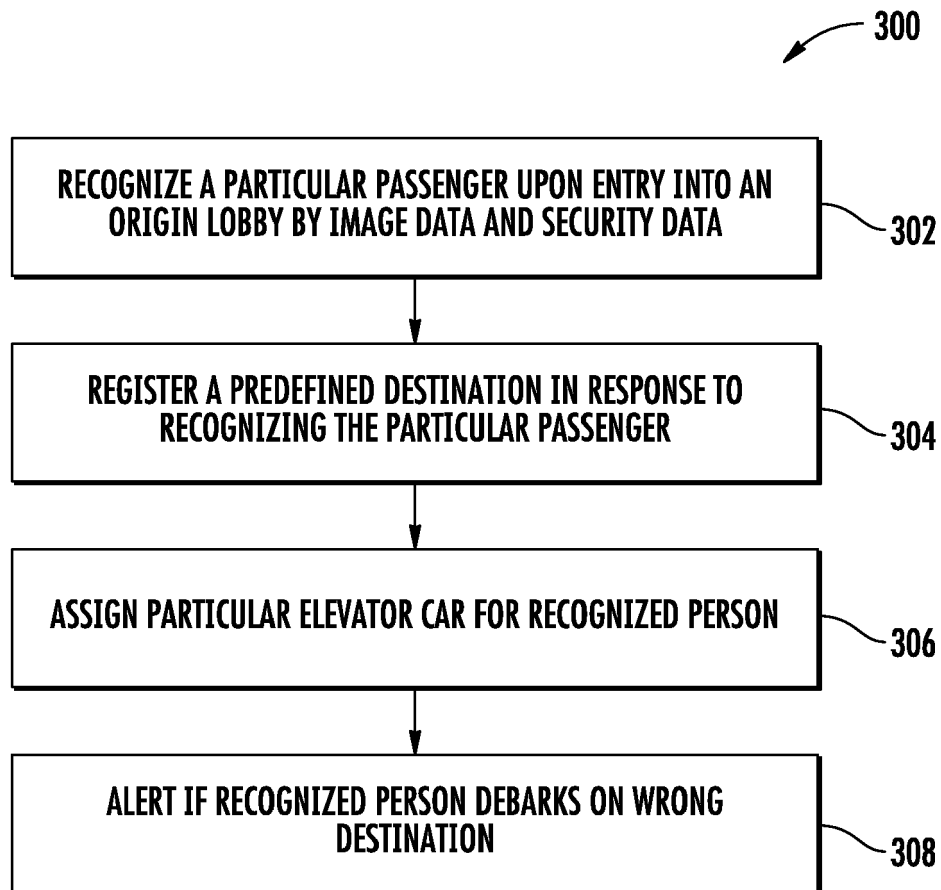 300
RECOGNIZE A PARTICULAR PASSENGER UPON ENTRY INTO AN
ORIGIN LOBBY BY IMAGE DATA AND SECURITY DATA
302
REGISTER A PREDEFINED DESTINATION IN RESPONSE TO
RECOGNIZING THE PARTICULAR PASSENGER
304
ASSIGN PARTICULAR ELEVATOR CAR FOR RECOGNIZED PERSON
306
ALERT IF RECOGNIZED PERSON DEBARKS ON WRONG
DESTINATION
308